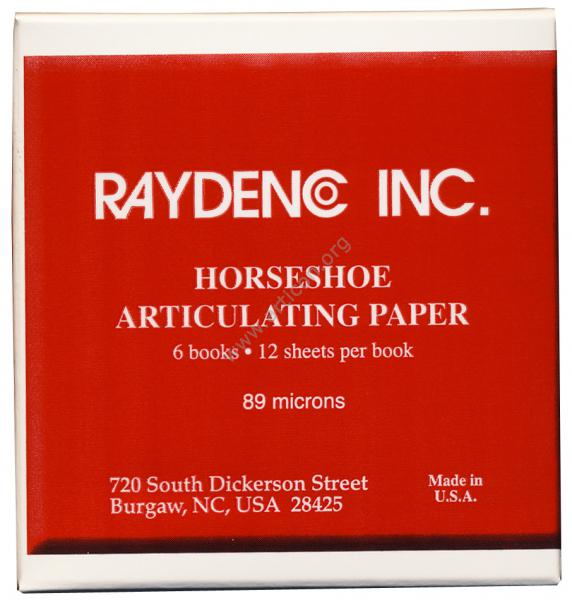 RAYDENCO INC.
HORSESHOE
ARTICULATING PAPER
6 books • 12 sheets per book
89 microns
720 South Dickerson Street
Burgaw, NC, USA 28425
Made in
U.S.A.